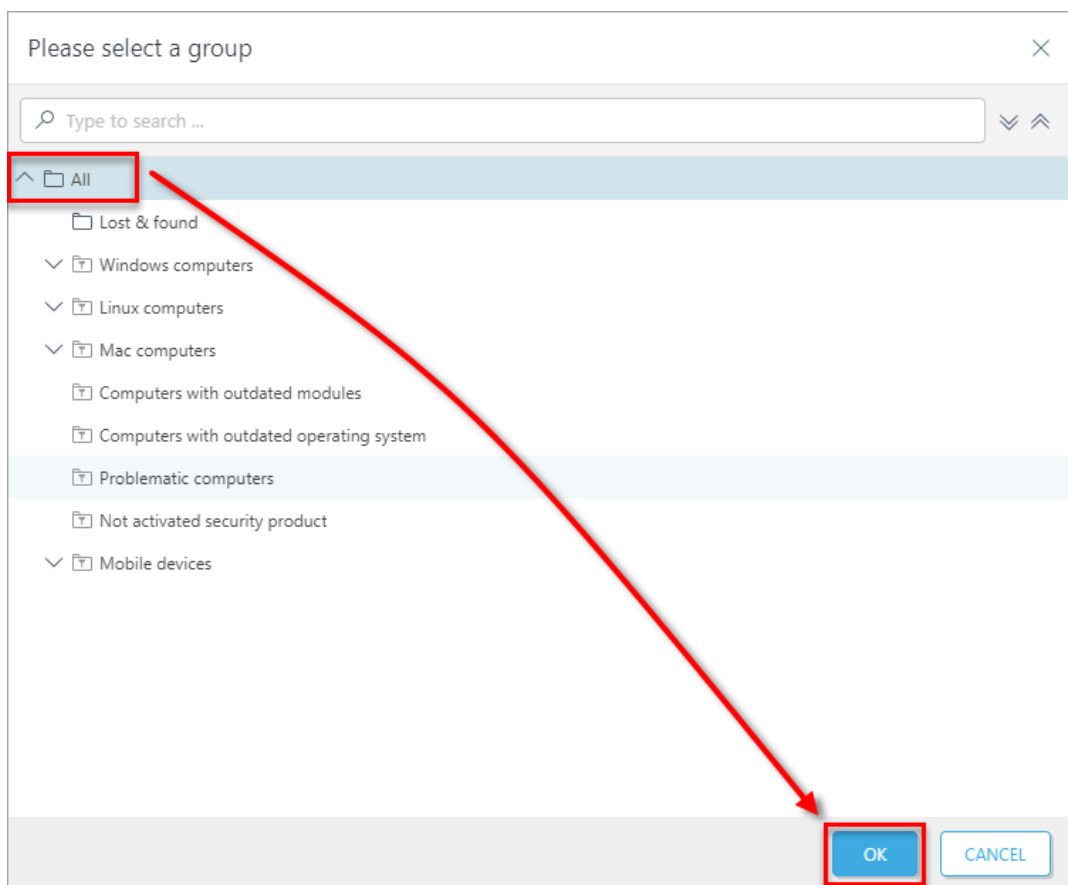 Please select a group
Type to search ...
All
Lost & found
Windows computers
Linux computers
Mac computers
Computers with outdated modules
Computers with outdated operating system
Problematic computers
Not activated security product
Mobile devices
OK CANCEL